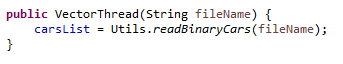 public VectorThread(String fileName) {
    carsList = Utils.readBinaryCars(fileName);
}